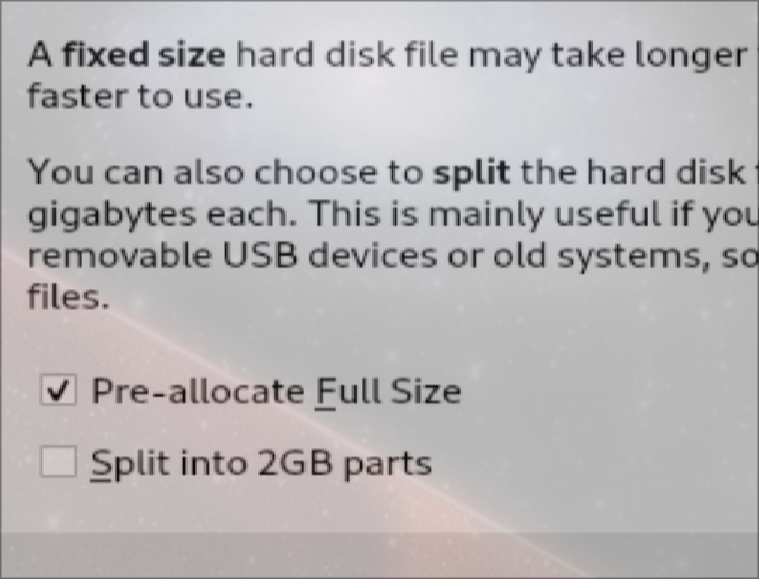 A fixed size hard disk file may take longer
faster to use.
You can also choose to split the hard disk
gigabytes each. This is mainly useful if you
removable USB devices or old systems, so
files.
Pre-allocate Full Size
Split into 2GB parts